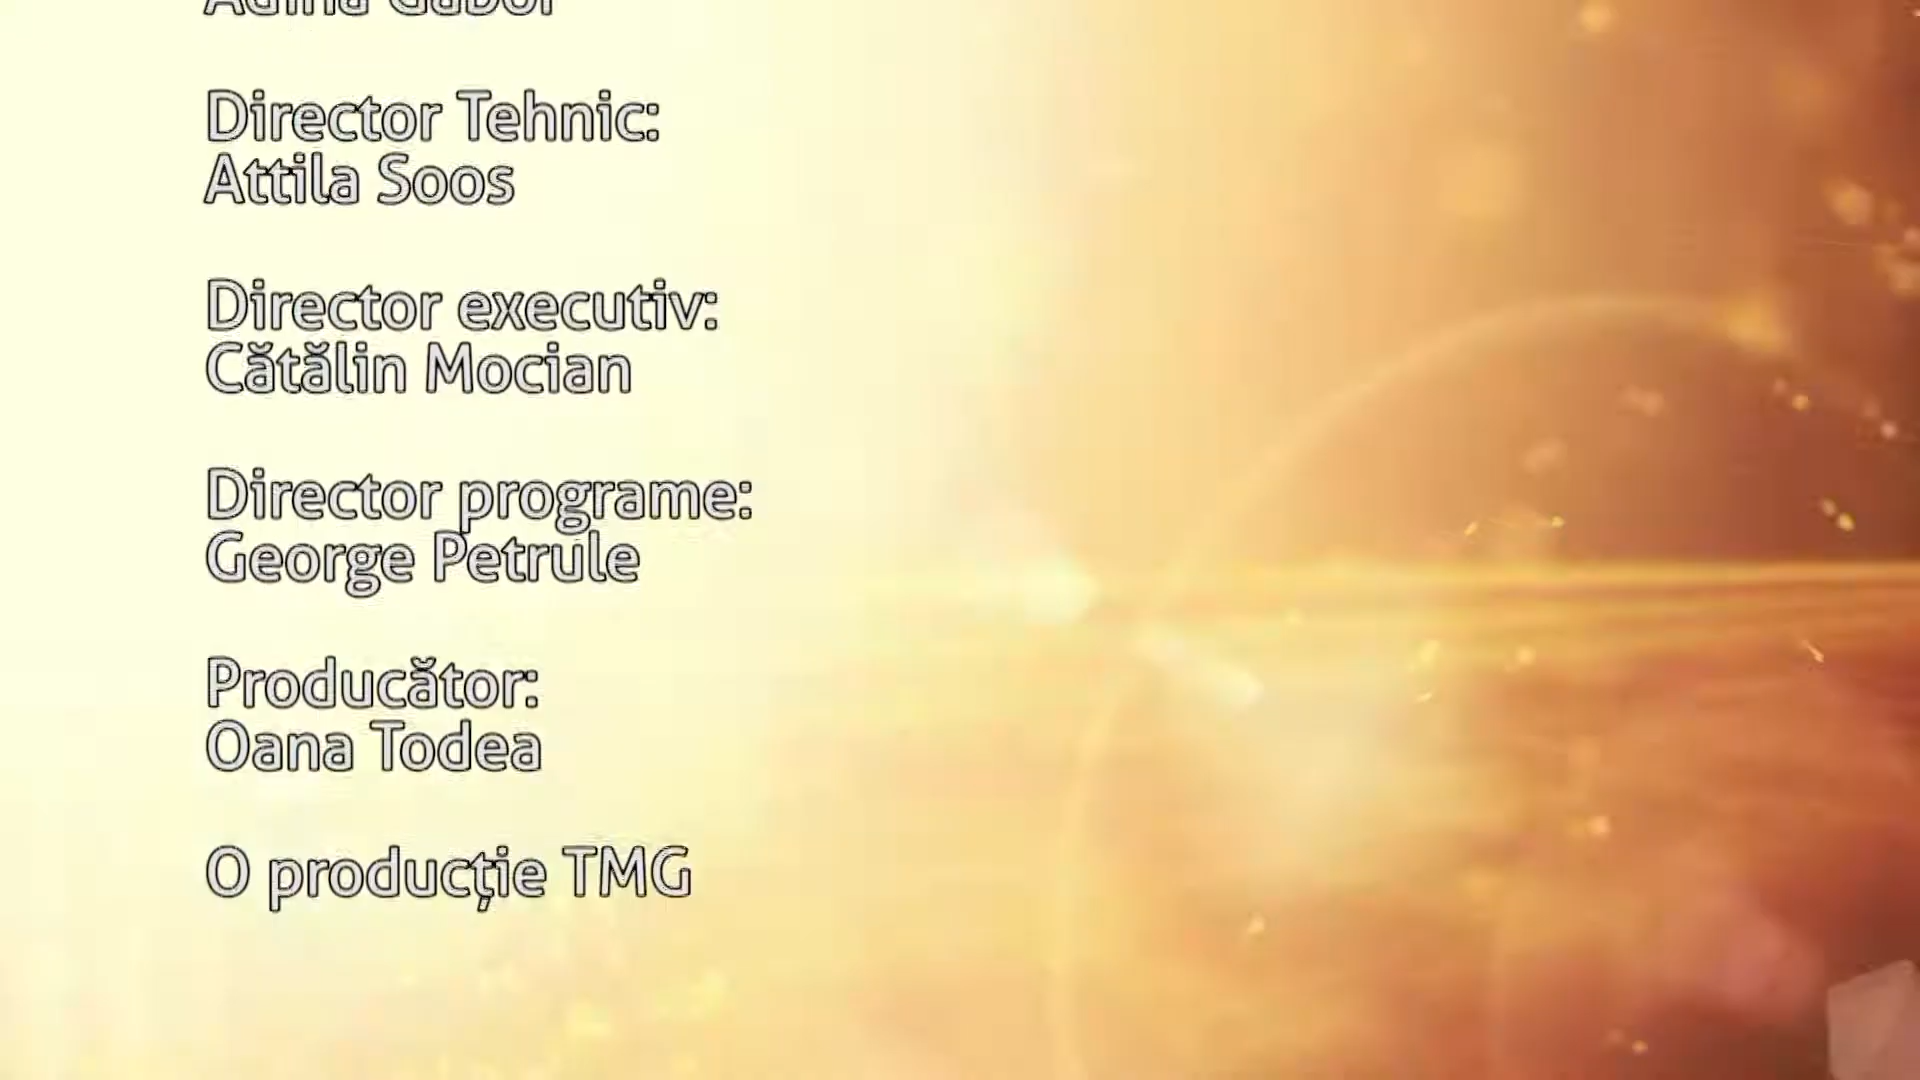 Director Tehnic:
Attila Soos
Director executiv:
Cătălin Mocian
Director programe:
George Petrule
Producător:
Oana Todea
O producție TMG